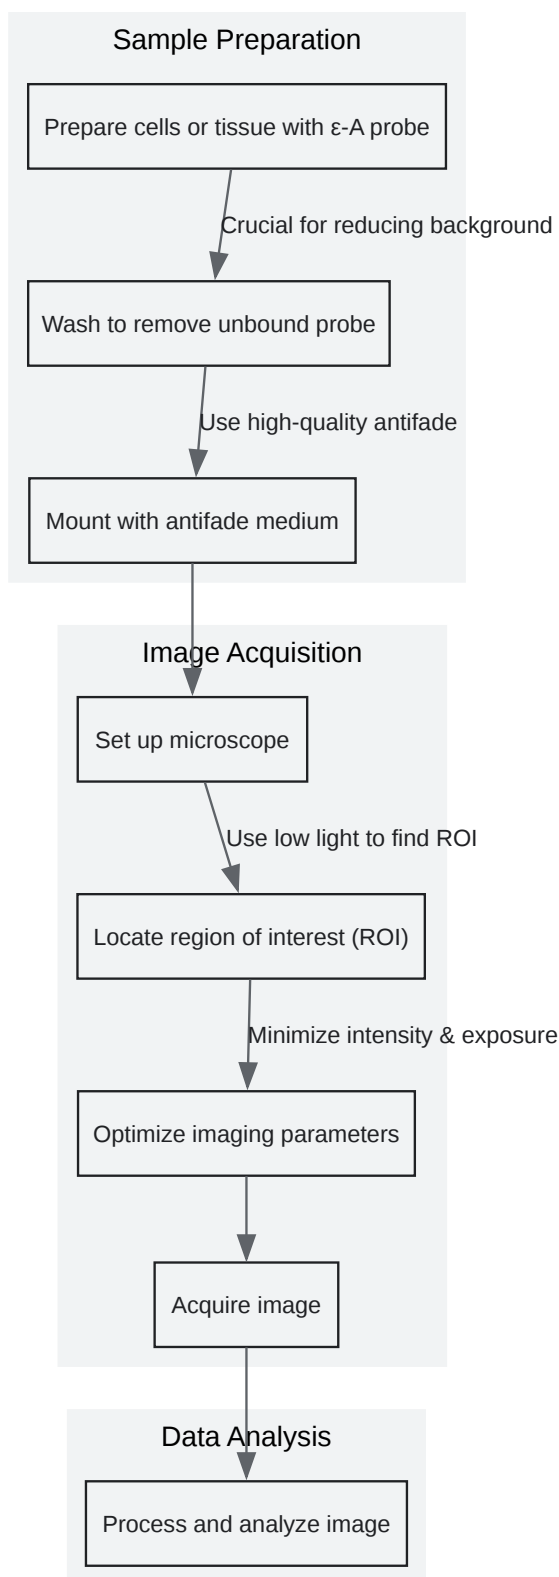 Sample Preparation
Prepare cells or tissue with ε-A probe
Crucial for reducing background
Wash to remove unbound probe
Use high-quality antifade
Mount with antifade medium
Image Acquisition
Set up microscope
Use low light to find ROI
Locate region of interest (ROI)
Minimize intensity & exposure
Optimize imaging parameters
Acquire image
Data Analysis
Process and analyze image